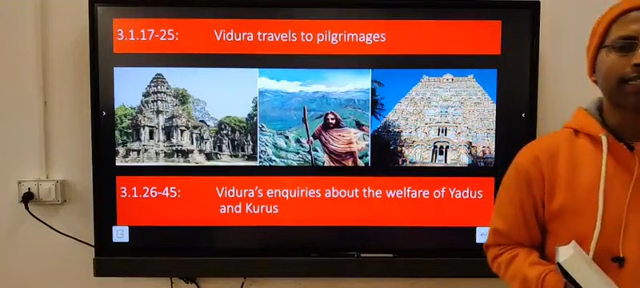 3.1.17-25: Vidura travels to pilgrimages
3.1.26-45: Vidura's enquiries about the welfare of Yadus
and Kurus